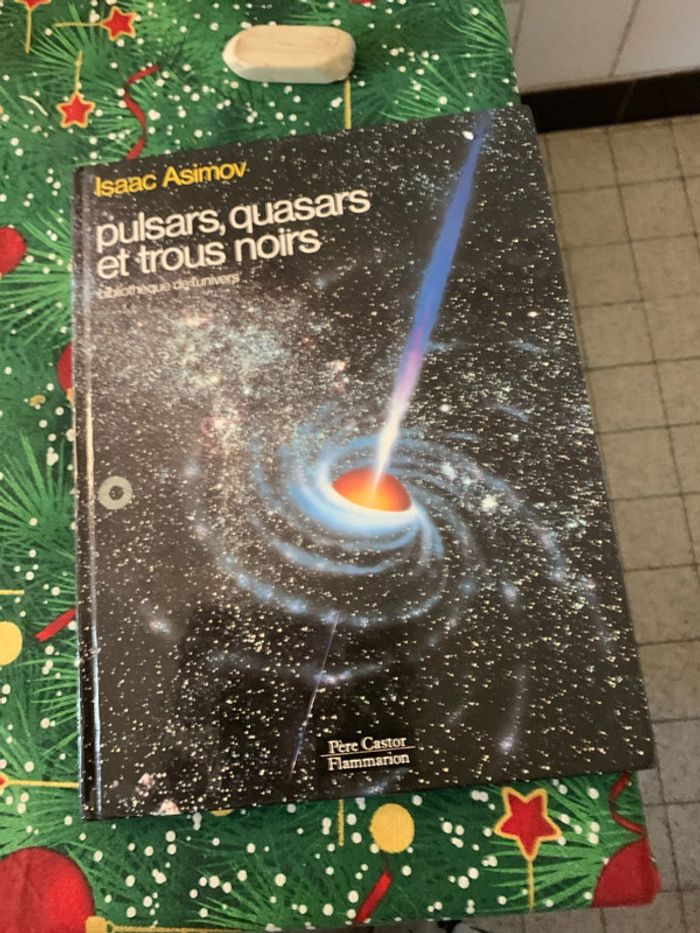 Isaac Asimov
pulsars, quasars
et trous noirs
bibliothèque de l'univers
Père Castor
Flammarion